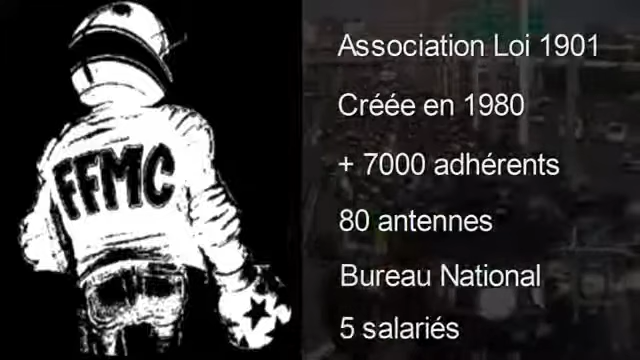 FFMC
Association Loi 1901
Créée en 1980
+ 7000 adhérents
80 antennes
Bureau National
5 salariés